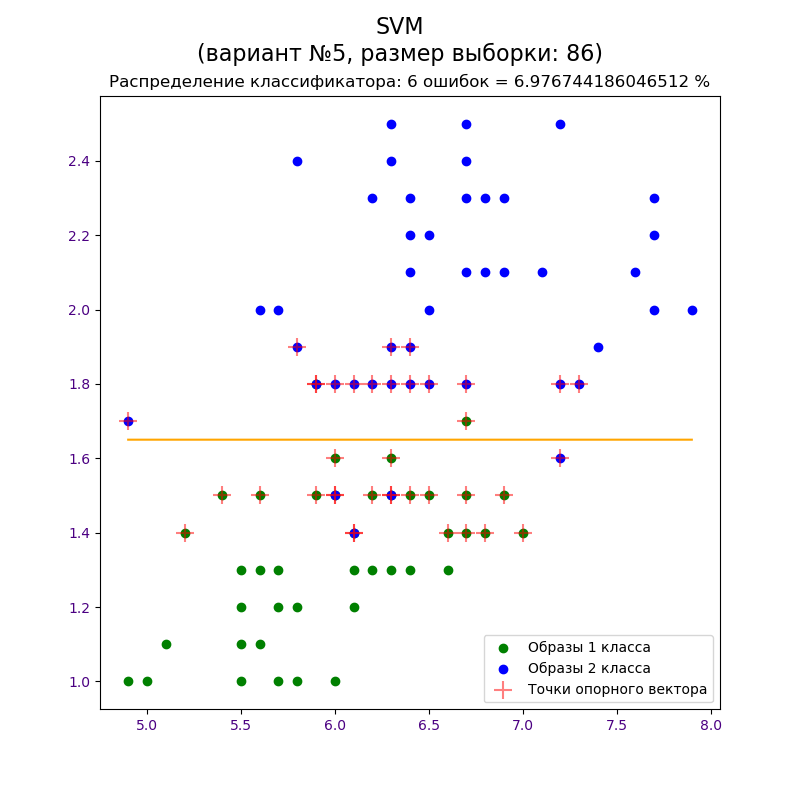 SVM
(вариант №5, размер выборки: 86)
Распределение классификатора: 6 ошибок = 6.976744186046512 %
2.4
2.2
2.0
1.8
1.6
1.4
1.2
1.0
5.0 5.5 6.0 6.5 7.0 7.5 8.0
Образы 1 класса
Образы 2 класса
Точки опорного вектора